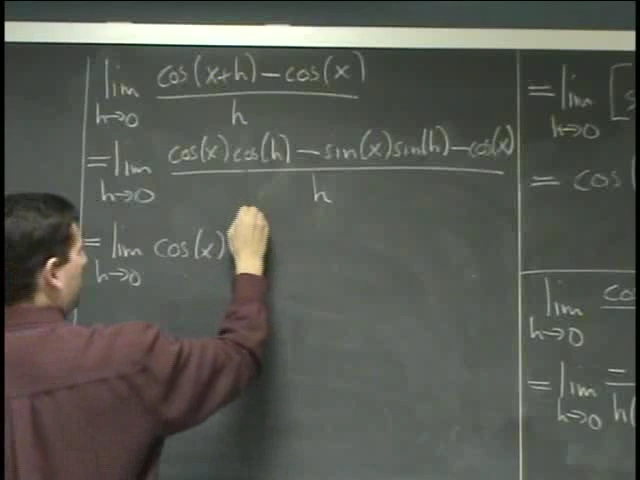 lim cos(x+h) − cos(x)
h→0 h
= lim cos(x)cos(h) − sin(x)sin(h) − cos(x)
h→0 h
= lim cos(x)
h→0
= lim [
h→0
= cos
lim co
h→0
= lim −
h→0 h(